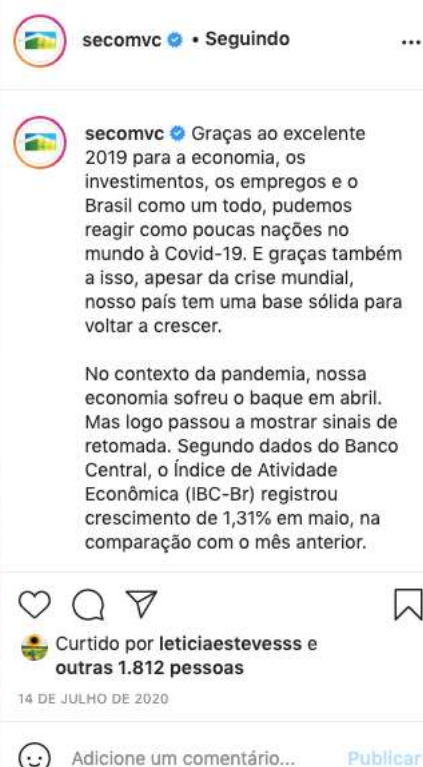 secomvc • Seguindo
...
secomvc Graças ao excelente
2019 para a economia, os
investimentos, os empregos e o
Brasil como um todo, pudemos
reagir como poucas nações no
mundo à Covid-19. E graças também
a isso, apesar da crise mundial,
nosso país tem uma base sólida para
voltar a crescer.
No contexto da pandemia, nossa
economia sofreu o baque em abril.
Mas logo passou a mostrar sinais de
retomada. Segundo dados do Banco
Central, o Índice de Atividade
Econômica (IBC-Br) registrou
crescimento de 1,31% em maio, na
comparação com o mês anterior.
Curtido por leticiaestevesss e
outras 1.812 pessoas
14 DE JULHO DE 2020
Adicione um comentário... Publicar